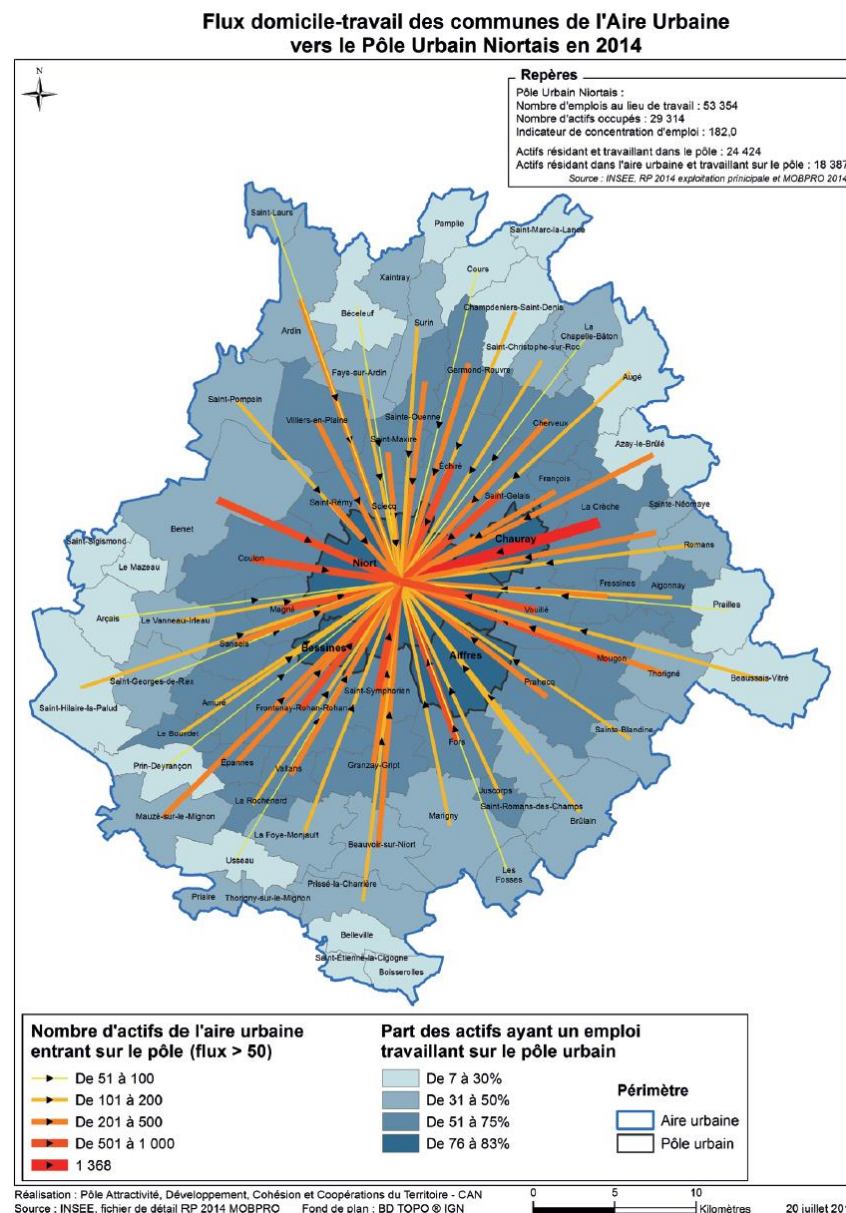 Flux domicile-travail des communes de l'Aire Urbaine
vers le Pôle Urbain Niortais en 2014
N
Repères
Pôle Urbain Niortais :
Nombre d'emplois au lieu de travail : 53 354
Nombre d'actifs occupés : 29 314
Indicateur de concentration d'emploi : 182,0
Actifs résidant et travaillant dans le pôle : 24 424
Actifs résidant dans l'aire urbaine et travaillant sur le pôle : 18 387
Source : INSEE, RP 2014 exploitation prinicipale et MOBPRO 2014
Saint-Laurs
Pamplie
Saint-Marc-la-Lande
Cours
Xaintray
Béceleuf
Champdeniers-Saint-Denis
Surin
Ardin
La
Chapelle-Bâton
Saint-Christophe-sur-Roc
Germond-Rouvre
Faye-sur-Ardin
Augé
Saint-Pompain
Sainte-Ouenne
Villiers-en-Plaine
Cherveux
Saint-Maxire
Azay-le-Brûlé
Échiré
François
Saint-Gelais
Saint-Rémy
Sciecq
La Crèche
Sainte-Néomaye
Benet
Chauray
Saint-Sigismond
Romans
Le Mazeau
Coulon
Niort
Fressines
Aigonnay
Prailles
Magné
Vouillé
Arçais
Le Vanneau-Irleau
Sansais
Bessines
Aiffres
Mougon
Thorigné
Beaussais-Vitré
Saint-Georges-de-Rex
Saint-Symphorien
Prahecq
Saint-Hilaire-la-Palud
Amuré
Frontenay-Rohan-Rohan
Sainte-Blandine
Le Bourdet
Fors
Prin-Deyrançon
Épannes
Vallans
Granzay-Gript
Juscorps
La Rochénard
Saint-Romans-des-Champs
Mauzé-sur-le-Mignon
Marigny
Brûlain
La Foye-Monjault
Beauvoir-sur-Niort
Usseau
Les
Fosses
Prissé-la-Charrière
Priaire
Thorigny-sur-le-Mignon
Belleville
Saint-Étienne-la-Cigogne
Boisserolles
Nombre d'actifs de l'aire urbaine
entrant sur le pôle (flux > 50)
De 51 à 100
De 101 à 200
De 201 à 500
De 501 à 1 000
1 368
Part des actifs ayant un emploi
travaillant sur le pôle urbain
De 7 à 30%
De 31 à 50%
De 51 à 75%
De 76 à 83%
Périmètre
Aire urbaine
Pôle urbain
Réalisation : Pôle Attractivité, Développement, Cohésion et Coopérations du Territoire - CAN
Source : INSEE, fichier de détail RP 2014 MOBPRO Fond de plan : BD TOPO ® IGN
0 5 10
Kilomètres
20 juillet